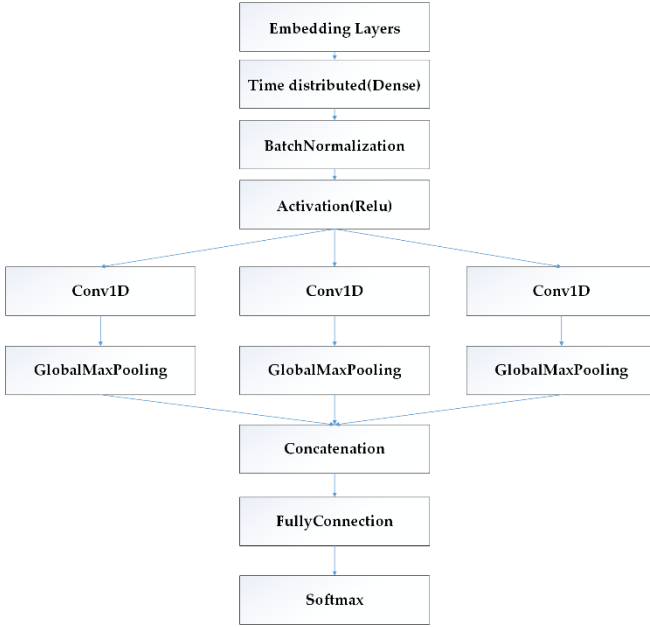 Embedding Layers
Time distributed(Dense)
BatchNormalization
Activation(Relu)
Conv1D
Conv1D
Conv1D
GlobalMaxPooling
GlobalMaxPooling
GlobalMaxPooling
Concatenation
FullyConnection
Softmax